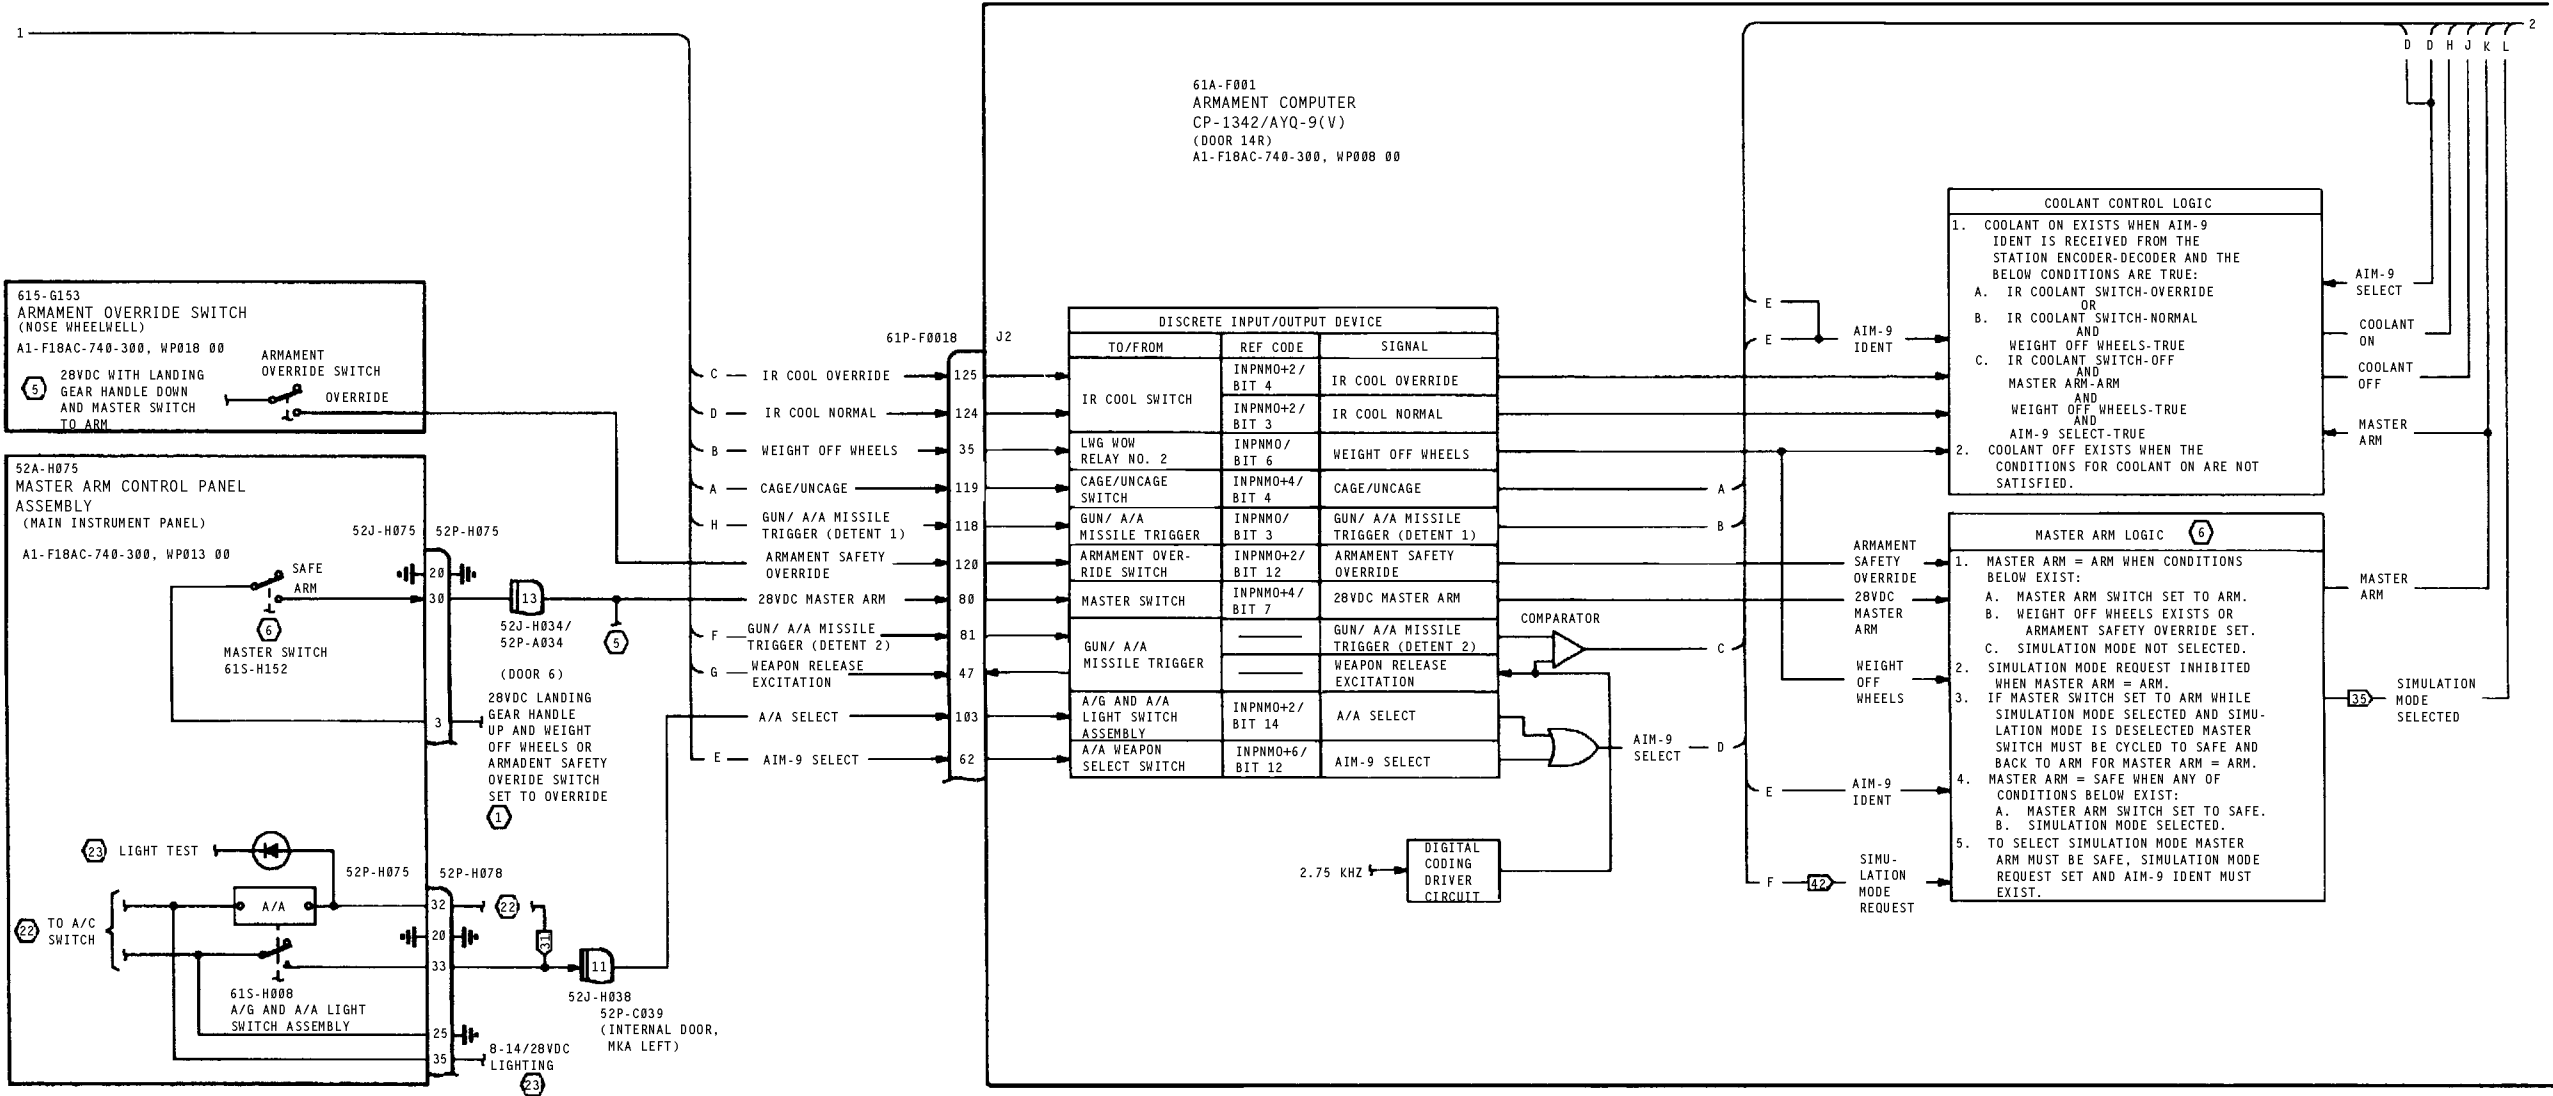 1
2
D D H J K L
61A-FØØ1
ARMAMENT COMPUTER
CP-1342/AYQ-9(V)
(DOOR 14R)
A1-F18AC-740-300, WPØØ8 ØØ
615-G153
ARMAMENT OVERRIDE SWITCH
(NOSE WHEELWELL)
A1-F18AC-740-300, WPØ18 ØØ
5
28VDC WITH LANDING
GEAR HANDLE DOWN
AND MASTER SWITCH
TO ARM
ARMAMENT
OVERRIDE SWITCH
OVERRIDE
52A-HØ75
MASTER ARM CONTROL PANEL
ASSEMBLY
(MAIN INSTRUMENT PANEL)
A1-F18AC-740-300, WPØ13 ØØ
52J-HØ75
52P-HØ75
SAFE
ARM
20
30
3
6
MASTER SWITCH
61S-H152
13
52J-HØ34/
52P-AØ34
(DOOR 6)
5
28VDC LANDING
GEAR HANDLE
UP AND WEIGHT
OFF WHEELS OR
ARMADENT SAFETY
OVERIDE SWITCH
SET TO OVERRIDE
1
23
LIGHT TEST
52P-HØ75
52P-HØ78
22
TO A/C
SWITCH
A/A
32
20
33
25
35
22
31
11
61S-HØØ8
A/G AND A/A LIGHT
SWITCH ASSEMBLY
52J-HØ38
52P-CØ39
(INTERNAL DOOR,
MKA LEFT)
8-14/28VDC
LIGHTING
23
61P-FØØ18
J2
C IR COOL OVERRIDE 125
D IR COOL NORMAL 124
B WEIGHT OFF WHEELS 35
A CAGE/UNCAGE 119
H GUN/ A/A MISSILE
TRIGGER (DETENT 1) 118
ARMAMENT SAFETY
OVERRIDE 120
28VDC MASTER ARM 80
F GUN/ A/A MISSILE
TRIGGER (DETENT 2) 81
G WEAPON RELEASE
EXCITATION 47
A/A SELECT 103
E AIM-9 SELECT 62
DISCRETE INPUT/OUTPUT DEVICE
TO/FROM REF CODE SIGNAL
IR COOL SWITCH
INPNMO+2/
BIT 4
IR COOL OVERRIDE
INPNMO+2/
BIT 3
IR COOL NORMAL
LWG WOW
RELAY NO. 2
INPNMO/
BIT 6
WEIGHT OFF WHEELS
CAGE/UNCAGE
SWITCH
INPNMO+4/
BIT 4
CAGE/UNCAGE
GUN/ A/A
MISSILE TRIGGER
INPNMO/
BIT 3
GUN/ A/A MISSILE
TRIGGER (DETENT 1)
ARMAMENT OVER-
RIDE SWITCH
INPNMO+2/
BIT 12
ARMAMENT SAFETY
OVERRIDE
MASTER SWITCH
INPNMO+4/
BIT 7
28VDC MASTER ARM
GUN/ A/A
MISSILE TRIGGER
GUN/ A/A MISSILE
TRIGGER (DETENT 2)
WEAPON RELEASE
EXCITATION
A/G AND A/A
LIGHT SWITCH
ASSEMBLY
INPNMO+2/
BIT 14
A/A SELECT
A/A WEAPON
SELECT SWITCH
INPNMO+6/
BIT 12
AIM-9 SELECT
COMPARATOR
A
B
C
AIM-9
SELECT
D
2.75 KHZ
DIGITAL
CODING
DRIVER
CIRCUIT
E
E
AIM-9
IDENT
ARMAMENT
SAFETY
OVERRIDE
28VDC
MASTER
ARM
WEIGHT
OFF
WHEELS
E
AIM-9
IDENT
F
42
SIMU-
LATION
MODE
REQUEST
COOLANT CONTROL LOGIC
1. COOLANT ON EXISTS WHEN AIM-9
IDENT IS RECEIVED FROM THE
STATION ENCODER-DECODER AND THE
BELOW CONDITIONS ARE TRUE:
A. IR COOLANT SWITCH-OVERRIDE
OR
B. IR COOLANT SWITCH-NORMAL
AND
WEIGHT OFF WHEELS-TRUE
C. IR COOLANT SWITCH-OFF
AND
MASTER ARM-ARM
AND
WEIGHT OFF WHEELS-TRUE
AND
AIM-9 SELECT-TRUE
2. COOLANT OFF EXISTS WHEN THE
CONDITIONS FOR COOLANT ON ARE NOT
SATISFIED.
AIM-9
SELECT
COOLANT
ON
COOLANT
OFF
MASTER
ARM
MASTER ARM LOGIC 6
1. MASTER ARM = ARM WHEN CONDITIONS
BELOW EXIST:
A. MASTER ARM SWITCH SET TO ARM.
B. WEIGHT OFF WHEELS EXISTS OR
ARMAMENT SAFETY OVERRIDE SET.
C. SIMULATION MODE NOT SELECTED.
2. SIMULATION MODE REQUEST INHIBITED
WHEN MASTER ARM = ARM.
3. IF MASTER SWITCH SET TO ARM WHILE
SIMULATION MODE SELECTED AND SIMU-
LATION MODE IS DESELECTED MASTER
SWITCH MUST BE CYCLED TO SAFE AND
BACK TO ARM FOR MASTER ARM = ARM.
4. MASTER ARM = SAFE WHEN ANY OF
CONDITIONS BELOW EXIST:
A. MASTER ARM SWITCH SET TO SAFE.
B. SIMULATION MODE SELECTED.
5. TO SELECT SIMULATION MODE MASTER
ARM MUST BE SAFE, SIMULATION MODE
REQUEST SET AND AIM-9 IDENT MUST
EXIST.
MASTER
ARM
35
SIMULATION
MODE
SELECTED